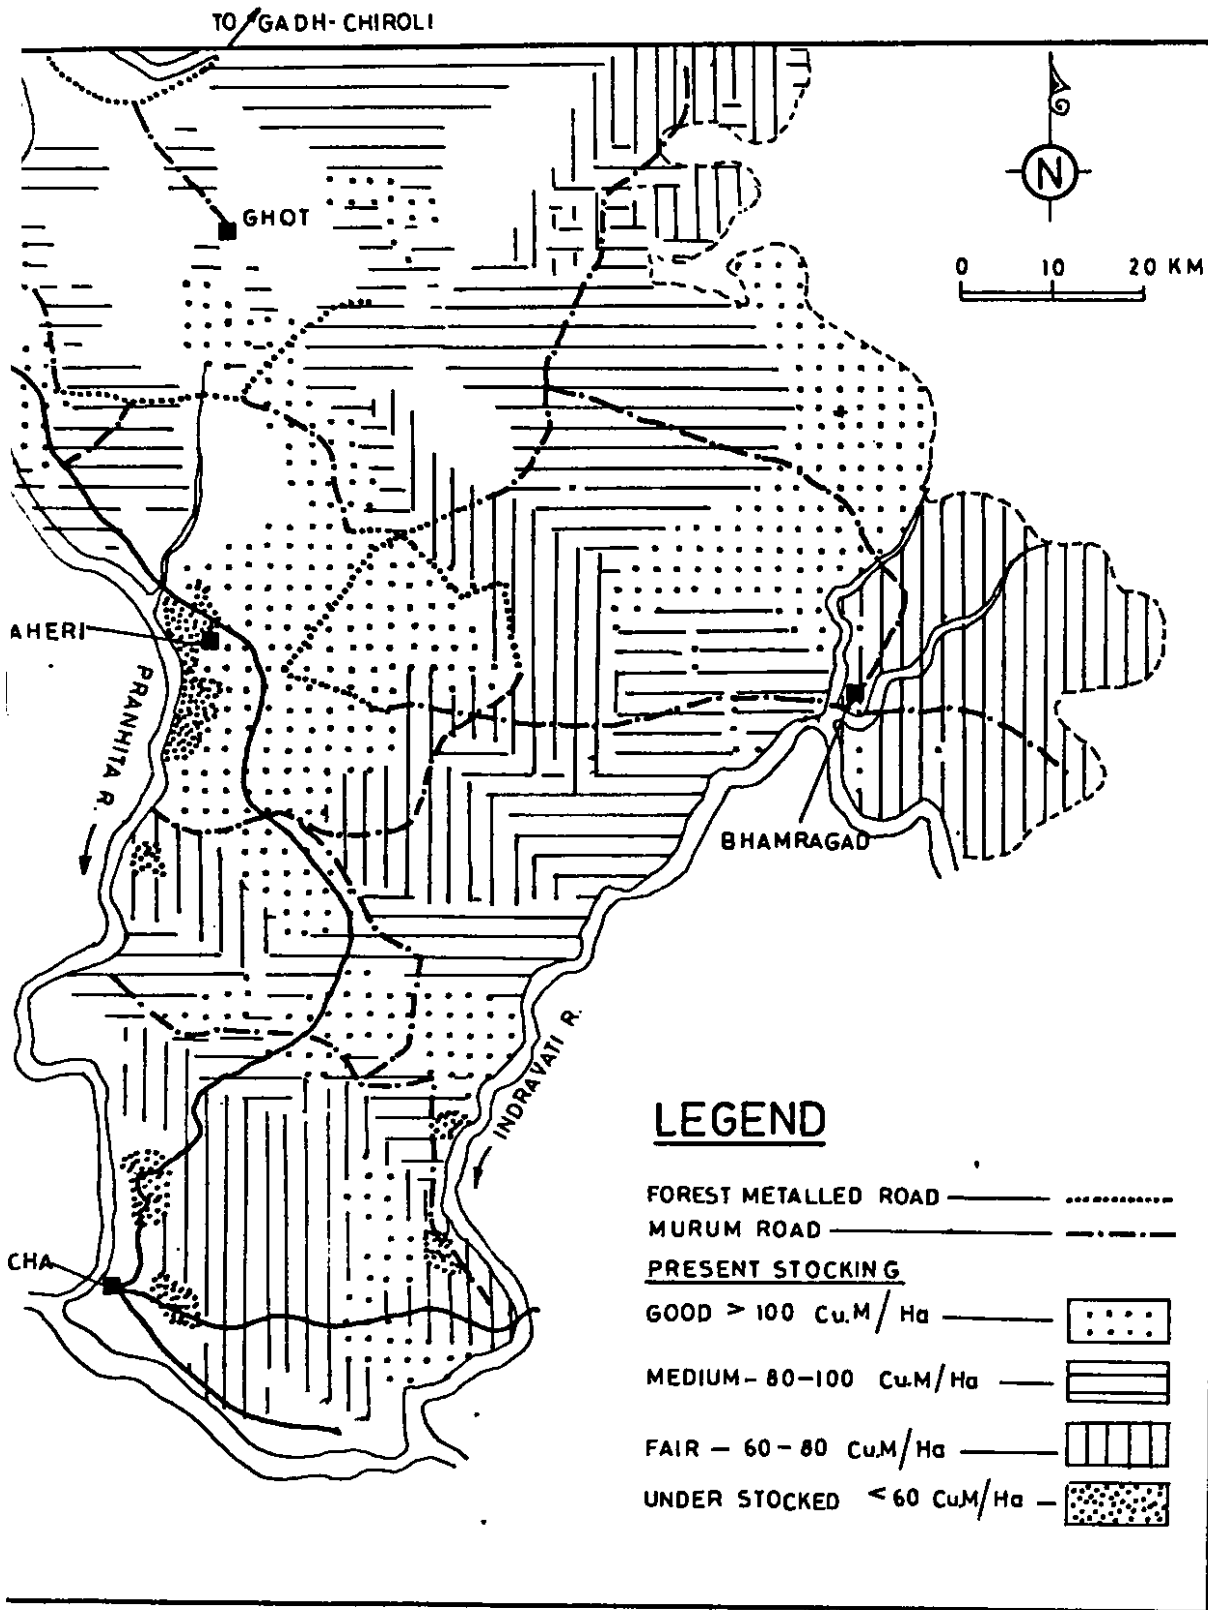 TO GADH-CHIROLI
N
GHOT
0 10 20 KM
AHERI
PRANHITA R.
BHAMRAGAD
INDRAVATI R.
LEGEND
FOREST METALLED ROAD
MURUM ROAD
PRESENT STOCKING
GOOD > 100 Cu.M/Ha
MEDIUM - 80-100 Cu.M/Ha
CHA
FAIR - 60-80 Cu.M/Ha
UNDER STOCKED <60 Cu.M/Ha